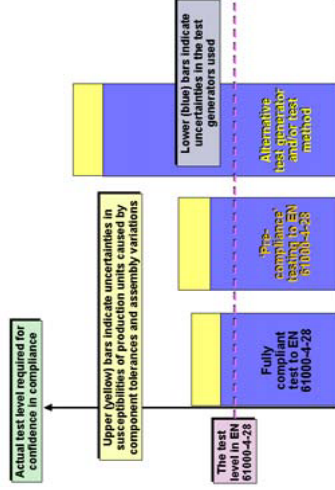 Actual test level required for
confidence in compliance
Upper (yellow) bars indicate uncertainties in
susceptibilities of production units caused by
component tolerances and assembly variations
Lower (blue) bars indicate
uncertainties in the test
generators used
The test
level in EN
61000-4-28
Fully
compliant
test to EN
61000-4-28
'Pre-
compliance'
testing to EN
61000-4-28
Alternative
test generator
and/or test
method